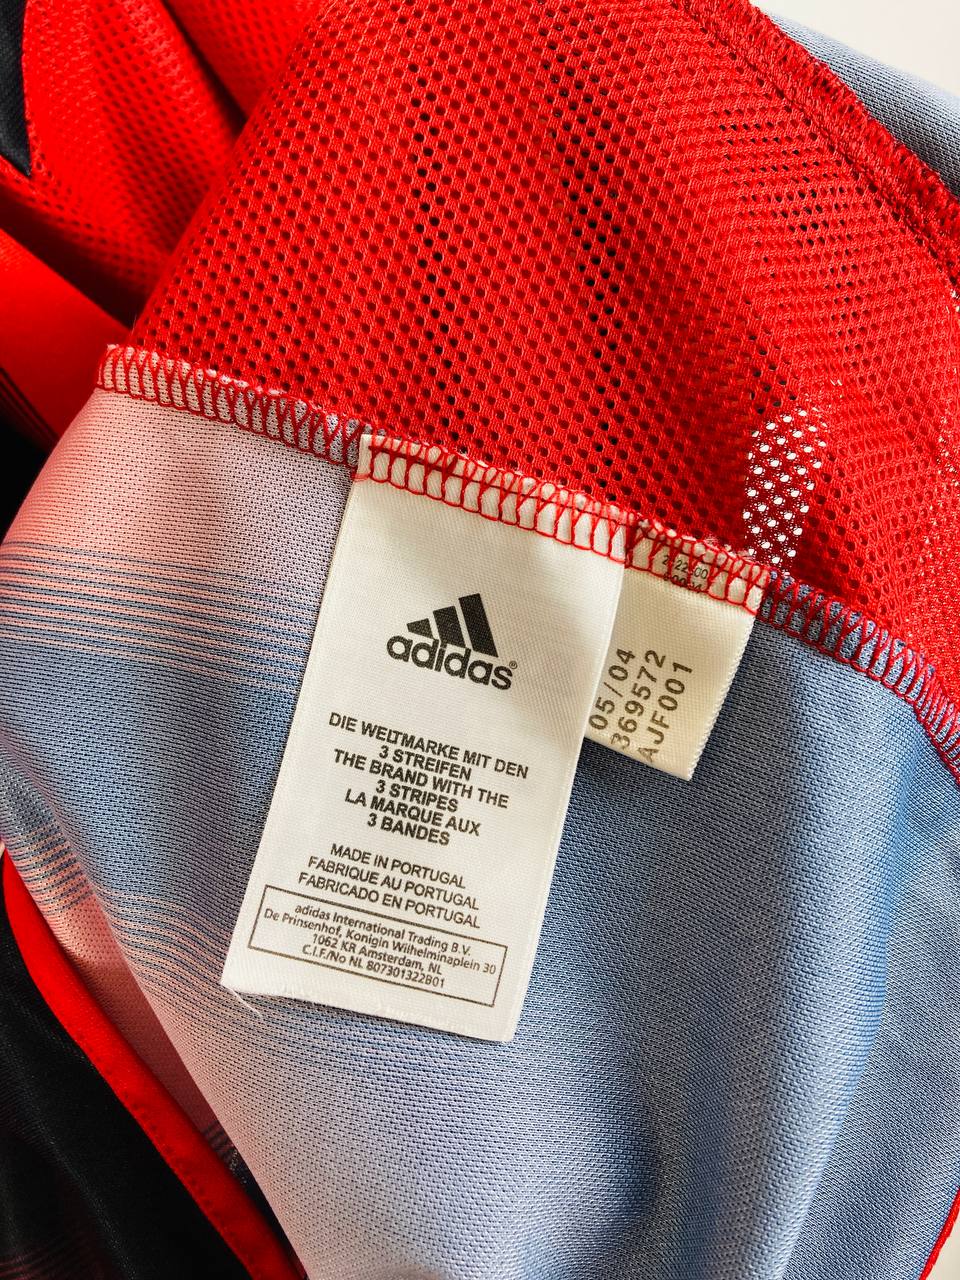 adidas®
DIE WELTMARKE MIT DEN
3 STREIFEN
THE BRAND WITH THE
3 STRIPES
LA MARQUE AUX
3 BANDES
MADE IN PORTUGAL
FABRIQUE AU PORTUGAL
FABRICADO EN PORTUGAL
adidas International Trading B.V.
De Prinsenhof, Konigin Wilhelminaplein 30
1062 KR Amsterdam, NL
C.I.F./No NL 807301322B01
05/04
369572
AJF001